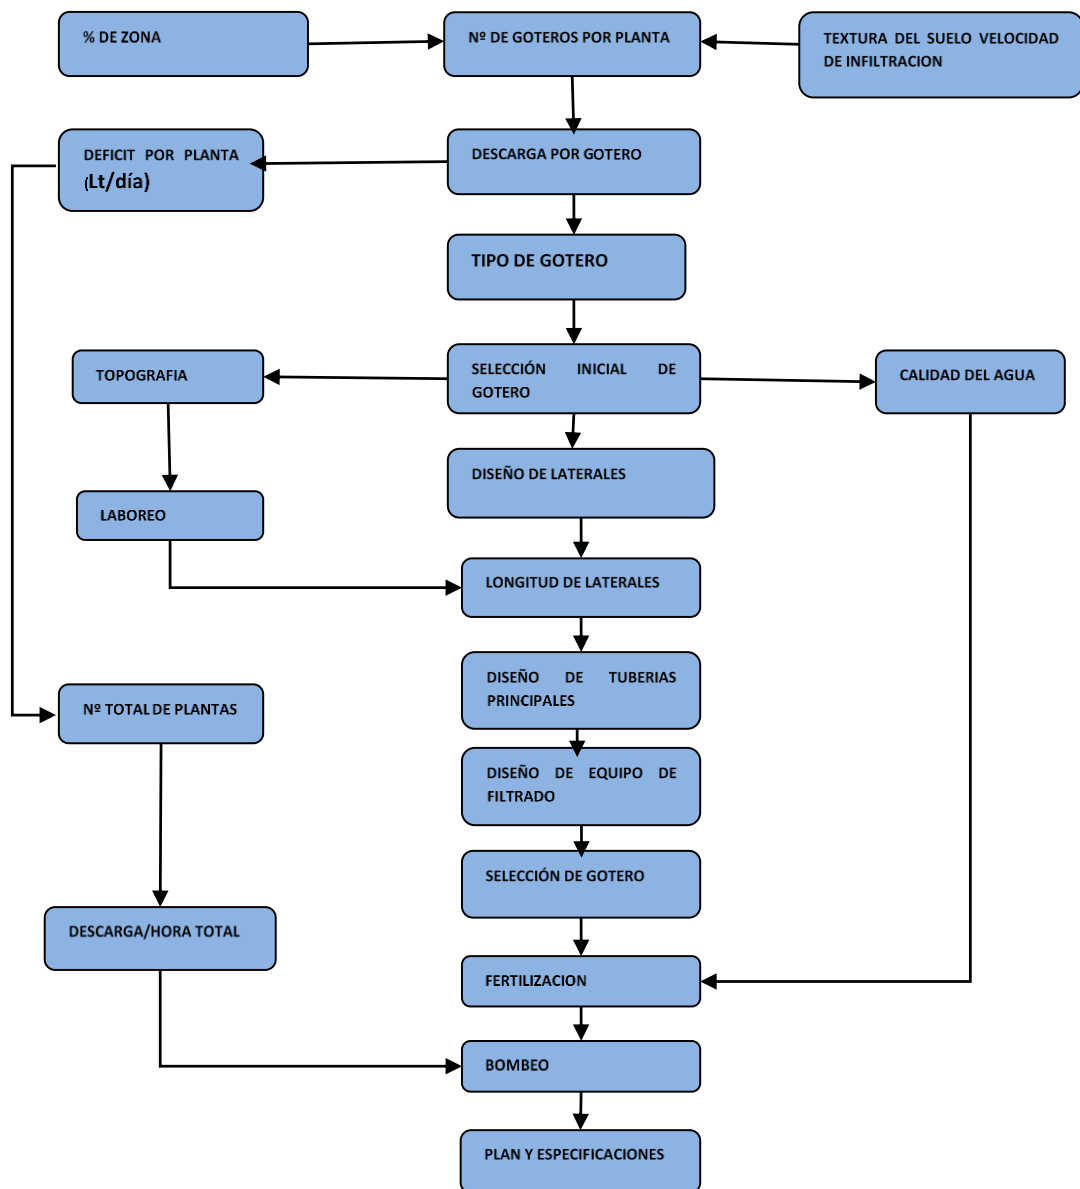 % DE ZONA
Nº DE GOTEROS POR PLANTA
TEXTURA DEL SUELO VELOCIDAD
DE INFILTRACION
DEFICIT POR PLANTA
(Lt/día)
DESCARGA POR GOTERO
TIPO DE GOTERO
TOPOGRAFIA
SELECCIÓN INICIAL DE
GOTERO
CALIDAD DEL AGUA
DISEÑO DE LATERALES
LABOREO
LONGITUD DE LATERALES
DISEÑO DE TUBERIAS
PRINCIPALES
Nº TOTAL DE PLANTAS
DISEÑO DE EQUIPO DE
FILTRADO
SELECCIÓN DE GOTERO
DESCARGA/HORA TOTAL
FERTILIZACION
BOMBEO
PLAN Y ESPECIFICACIONES